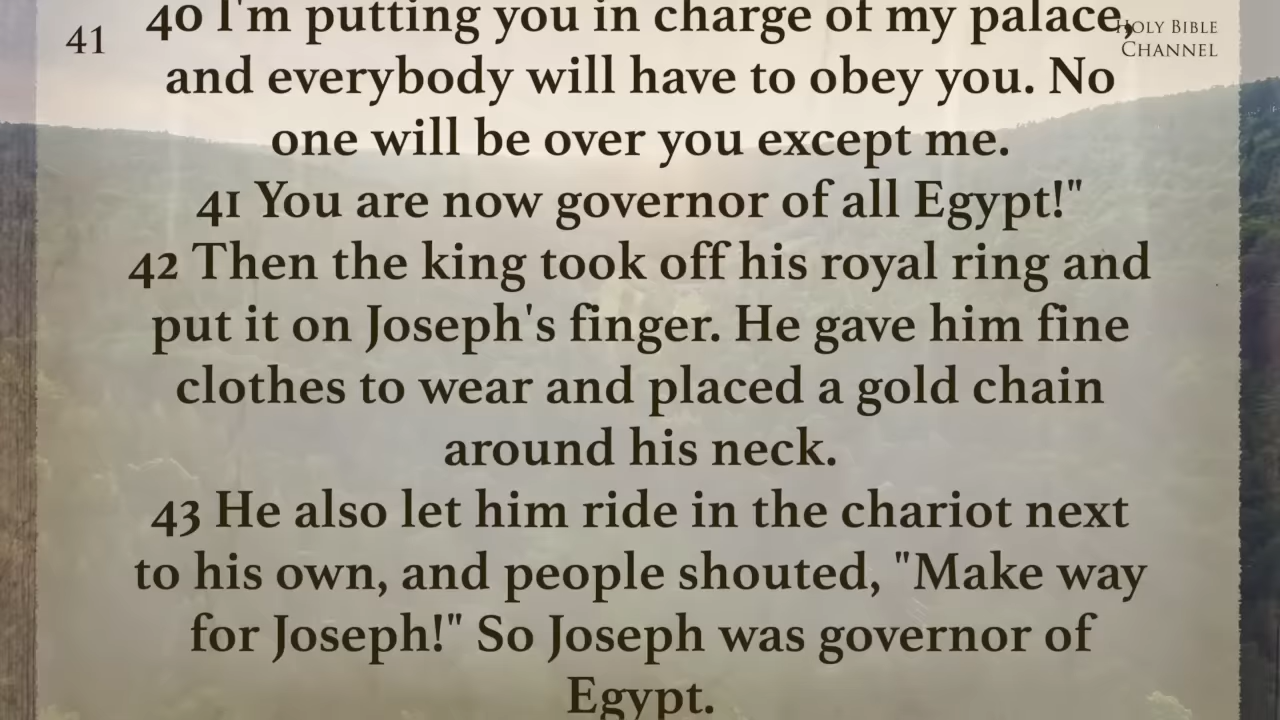 41
40 I'm putting you in charge of my palace,
HOLY BIBLE
CHANNEL
and everybody will have to obey you. No
one will be over you except me.
41 You are now governor of all Egypt!"
42 Then the king took off his royal ring and
put it on Joseph's finger. He gave him fine
clothes to wear and placed a gold chain
around his neck.
43 He also let him ride in the chariot next
to his own, and people shouted, "Make way
for Joseph!" So Joseph was governor of
Egypt.